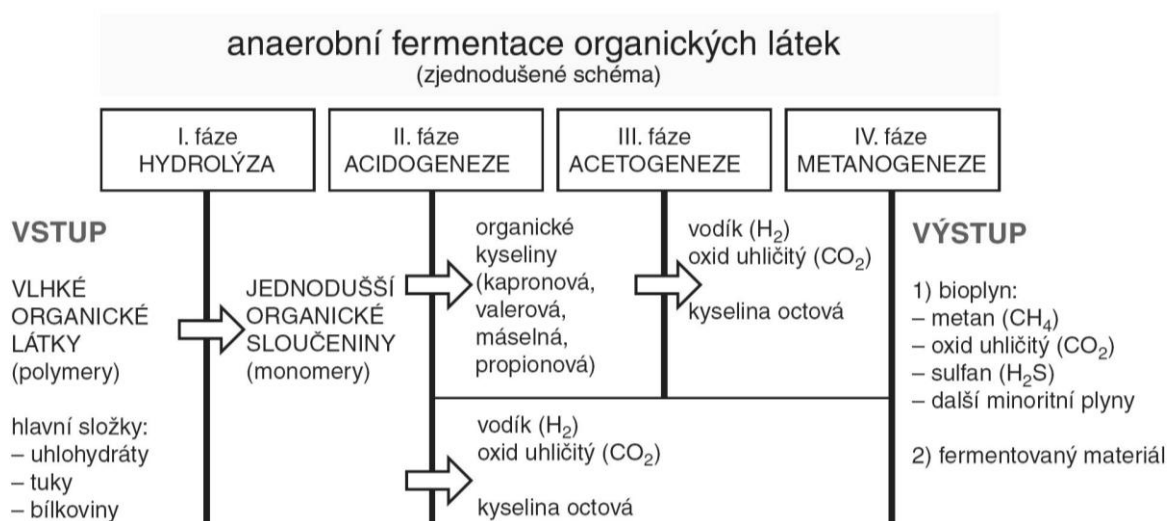 anaerobní fermentace organických látek
(zjednodušené schéma)
I. fáze
HYDROLÝZA
II. fáze
ACIDOGENEZE
III. fáze
ACETOGENEZE
IV. fáze
METANOGENEZE
VSTUP
VLHKÉ
ORGANICKÉ
LÁTKY
(polymery)
hlavní složky:
– uhlohydráty
– tuky
– bílkoviny
JEDNODUŠŠÍ
ORGANICKÉ
SLOUČENINY
(monomery)
organické
kyseliny
(kapronová,
valerová,
máselná,
propionová)
vodík (H₂)
oxid uhličitý (CO₂)
kyselina octová
vodík (H₂)
oxid uhličitý (CO₂)
kyselina octová
VÝSTUP
1) bioplyn:
– metan (CH₄)
– oxid uhličitý (CO₂)
– sulfan (H₂S)
– další minoritní plyny
2) fermentovaný materiál